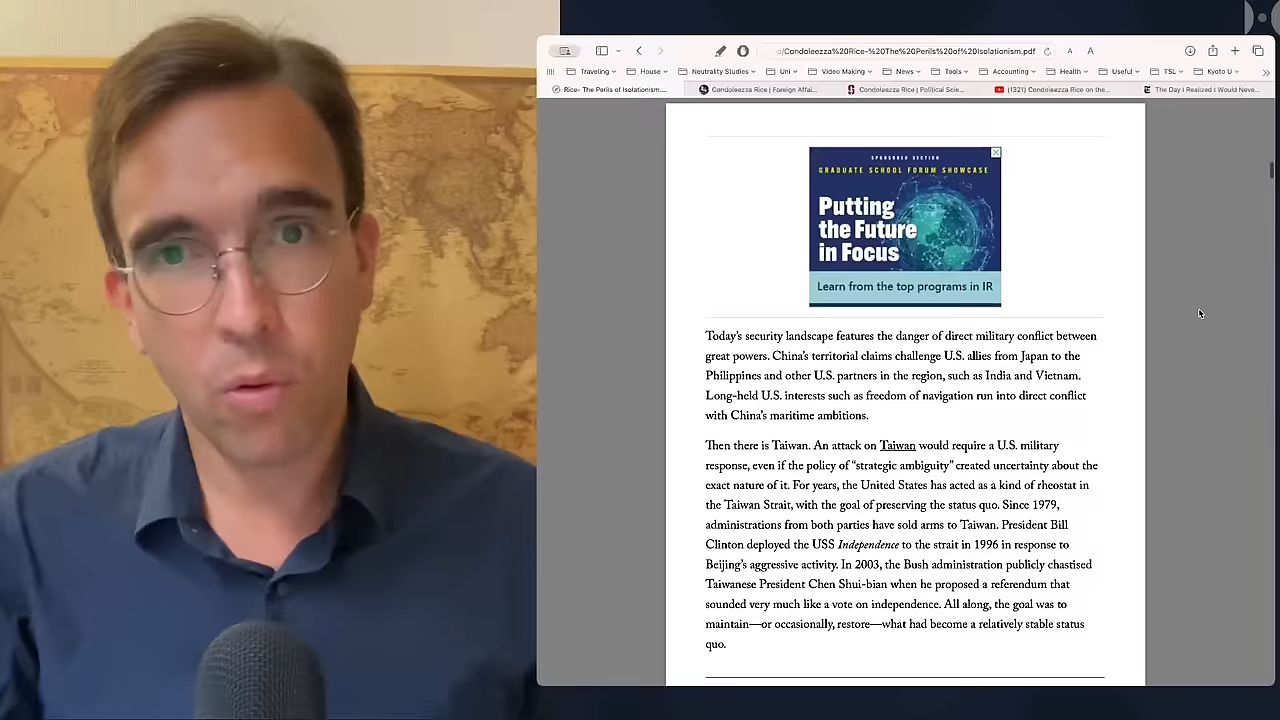 :/Condoleezza%20Rice-%20The%20Perils%20of%20Isolationism.pdf
A A
Traveling House Neutrality Studies Uni Video Making News Tools Accounting Health Useful TSL Kyoto U
Rice- The Perils of Isolationism.... Condoleezza Rice | Foreign Affai... Condoleezza Rice | Political Scie... (1321) Condoleezza Rice on the... The Day I Realized I Would Neve...
SPONSORED SECTION
GRADUATE SCHOOL FORUM SHOWCASE
Putting
the Future
in Focus
Learn from the top programs in IR
Today’s security landscape features the danger of direct military conflict between
great powers. China’s territorial claims challenge U.S. allies from Japan to the
Philippines and other U.S. partners in the region, such as India and Vietnam.
Long-held U.S. interests such as freedom of navigation run into direct conflict
with China’s maritime ambitions.
Then there is Taiwan. An attack on Taiwan would require a U.S. military
response, even if the policy of “strategic ambiguity” created uncertainty about the
exact nature of it. For years, the United States has acted as a kind of rheostat in
the Taiwan Strait, with the goal of preserving the status quo. Since 1979,
administrations from both parties have sold arms to Taiwan. President Bill
Clinton deployed the USS Independence to the strait in 1996 in response to
Beijing’s aggressive activity. In 2003, the Bush administration publicly chastised
Taiwanese President Chen Shui-bian when he proposed a referendum that
sounded very much like a vote on independence. All along, the goal was to
maintain—or occasionally, restore—what had become a relatively stable status
quo.